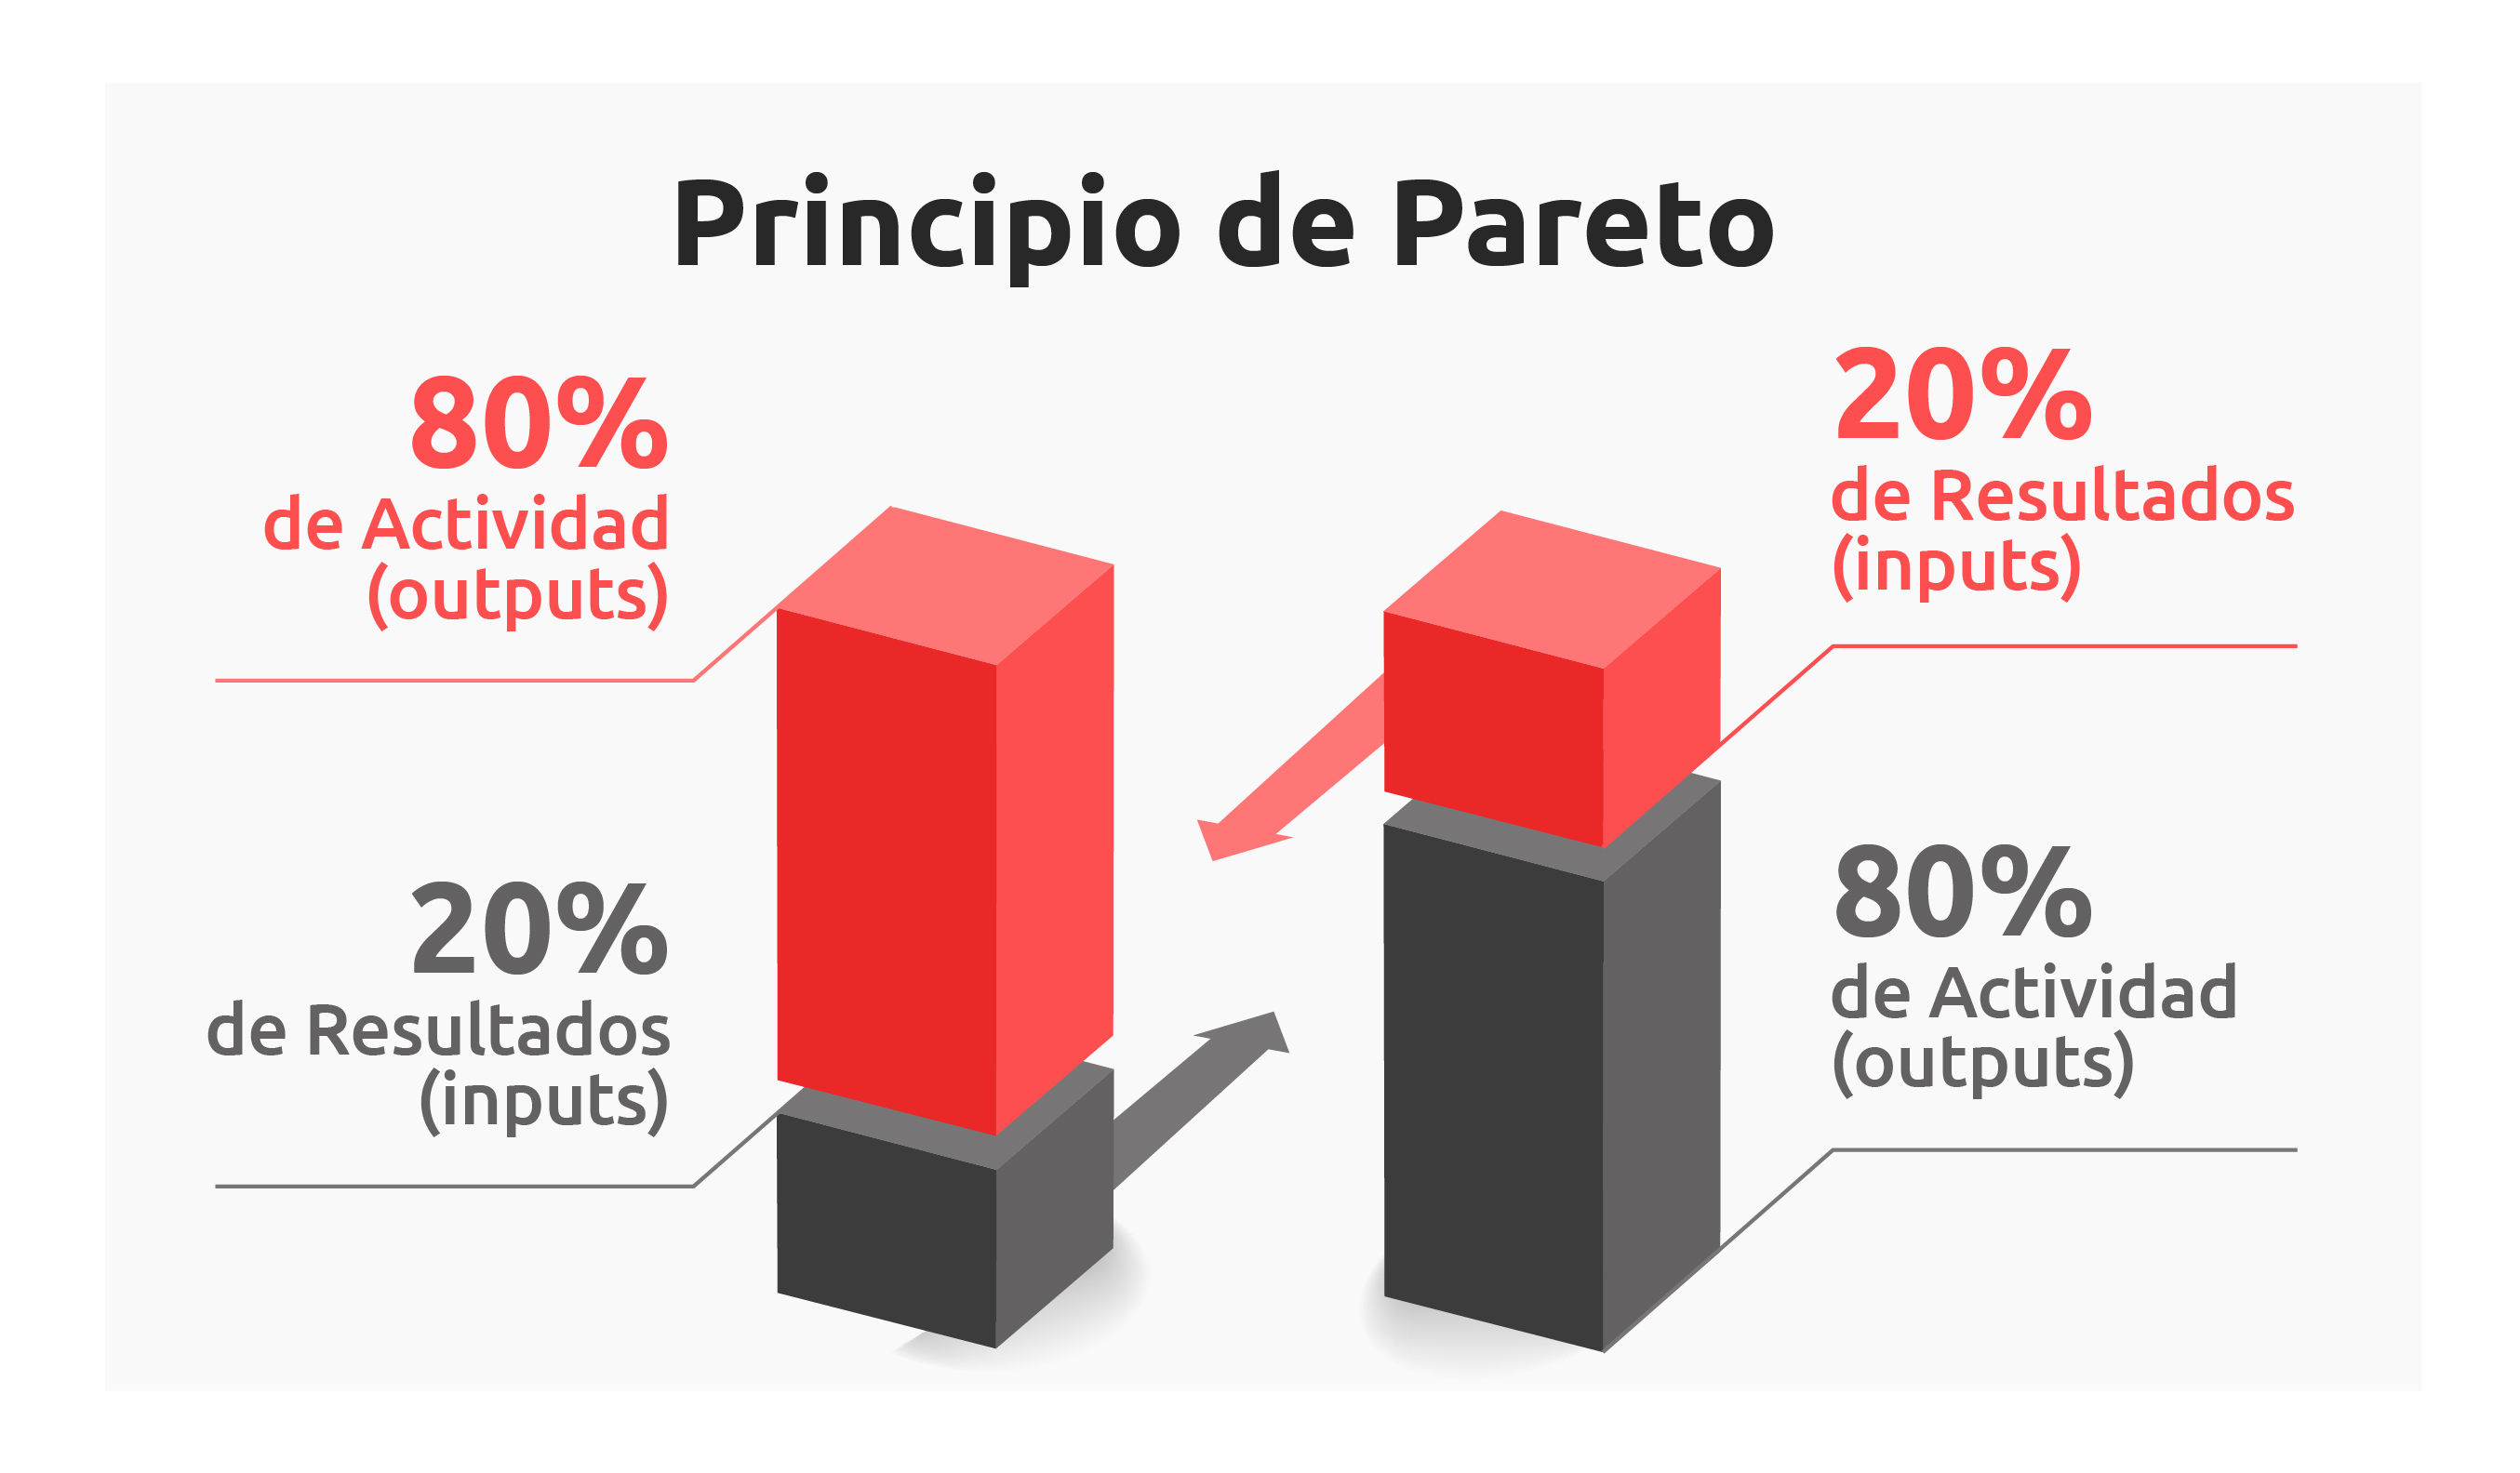 Principio de Pareto
80%
de Actividad
(outputs)
20%
de Resultados
(inputs)
20%
de Resultados
(inputs)
80%
de Actividad
(outputs)